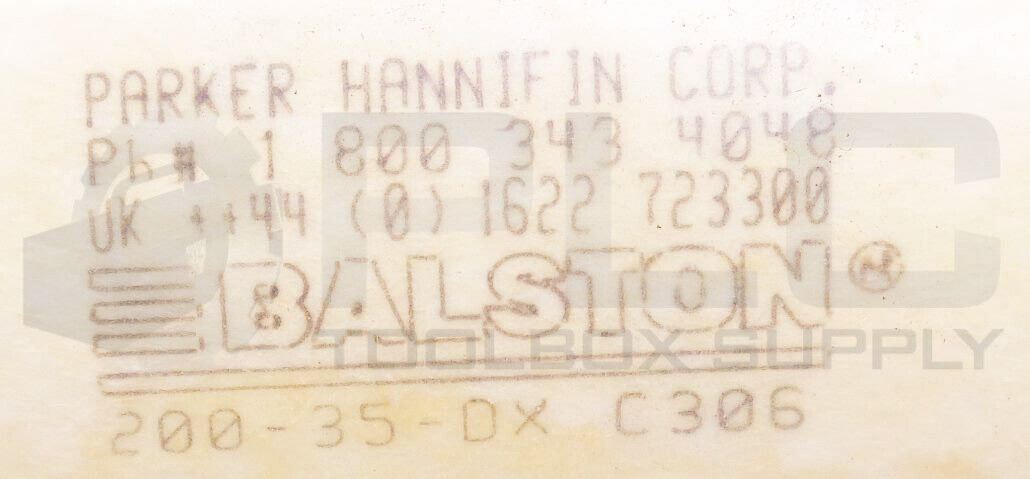 PARKER HANNIFIN CORP.
Ph# 1 800 343 4048
UK ++44 (0) 1622 723300
BALSTON®
200-35-DX C306
PLC
TOOLBOX SUPPLY